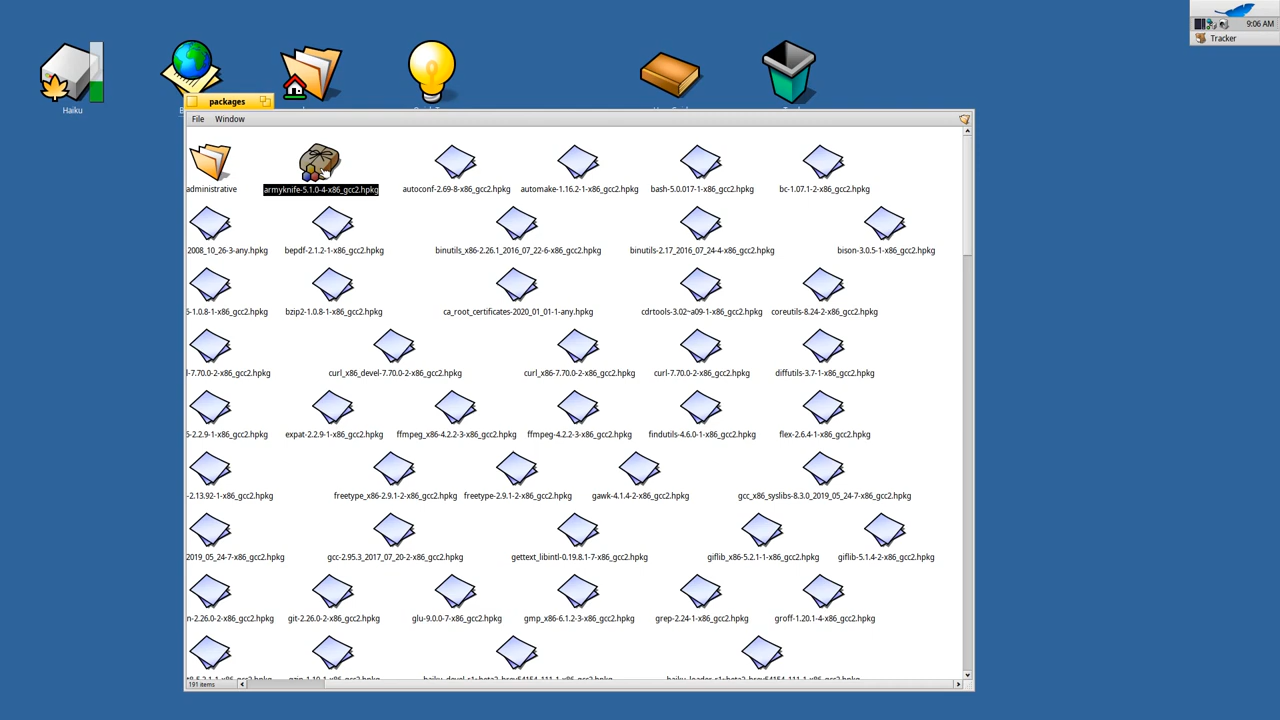 9:06 AM
Tracker
Haiku
packages
File Window
administrative
armyknife-5.1.0-4-x86_gcc2.hpkg
autoconf-2.69-8-x86_gcc2.hpkg
automake-1.16.2-1-x86_gcc2.hpkg
bash-5.0.017-1-x86_gcc2.hpkg
bc-1.07.1-2-x86_gcc2.hpkg
2008_10_26-3-any.hpkg
bepdf-2.1.2-1-x86_gcc2.hpkg
binutils_x86-2.26.1_2016_07_22-6-x86_gcc2.hpkg
binutils-2.17_2016_07_24-4-x86_gcc2.hpkg
bison-3.0.5-1-x86_gcc2.hpkg
6-1.0.8-1-x86_gcc2.hpkg
bzip2-1.0.8-1-x86_gcc2.hpkg
ca_root_certificates-2020_01_01-1-any.hpkg
cdrtools-3.02~a09-1-x86_gcc2.hpkg
coreutils-8.24-2-x86_gcc2.hpkg
l-7.70.0-2-x86_gcc2.hpkg
curl_x86_devel-7.70.0-2-x86_gcc2.hpkg
curl_x86-7.70.0-2-x86_gcc2.hpkg
curl-7.70.0-2-x86_gcc2.hpkg
diffutils-3.7-1-x86_gcc2.hpkg
6-2.2.9-1-x86_gcc2.hpkg
expat-2.2.9-1-x86_gcc2.hpkg
ffmpeg_x86-4.2.2-3-x86_gcc2.hpkg
ffmpeg-4.2.2-3-x86_gcc2.hpkg
findutils-4.6.0-1-x86_gcc2.hpkg
flex-2.6.4-1-x86_gcc2.hpkg
-2.13.92-1-x86_gcc2.hpkg
freetype_x86-2.9.1-2-x86_gcc2.hpkg
freetype-2.9.1-2-x86_gcc2.hpkg
gawk-4.1.4-2-x86_gcc2.hpkg
gcc_x86_syslibs-8.3.0_2019_05_24-7-x86_gcc2.hpkg
2019_05_24-7-x86_gcc2.hpkg
gcc-2.95.3_2017_07_20-2-x86_gcc2.hpkg
gettext_libintl-0.19.8.1-7-x86_gcc2.hpkg
giflib_x86-5.2.1-1-x86_gcc2.hpkg
giflib-5.1.4-2-x86_gcc2.hpkg
n-2.26.0-2-x86_gcc2.hpkg
git-2.26.0-2-x86_gcc2.hpkg
glu-9.0.0-7-x86_gcc2.hpkg
gmp_x86-6.1.2-3-x86_gcc2.hpkg
grep-2.24-1-x86_gcc2.hpkg
groff-1.20.1-4-x86_gcc2.hpkg
191 items